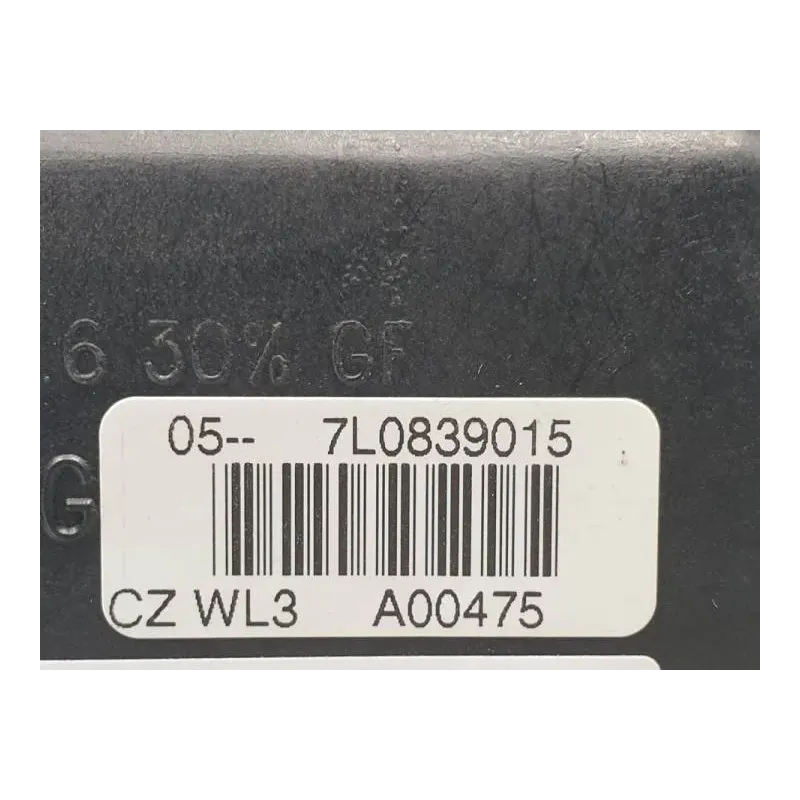 .6 30% GF
G
05-- 7L0839015
CZ WL3 A00475